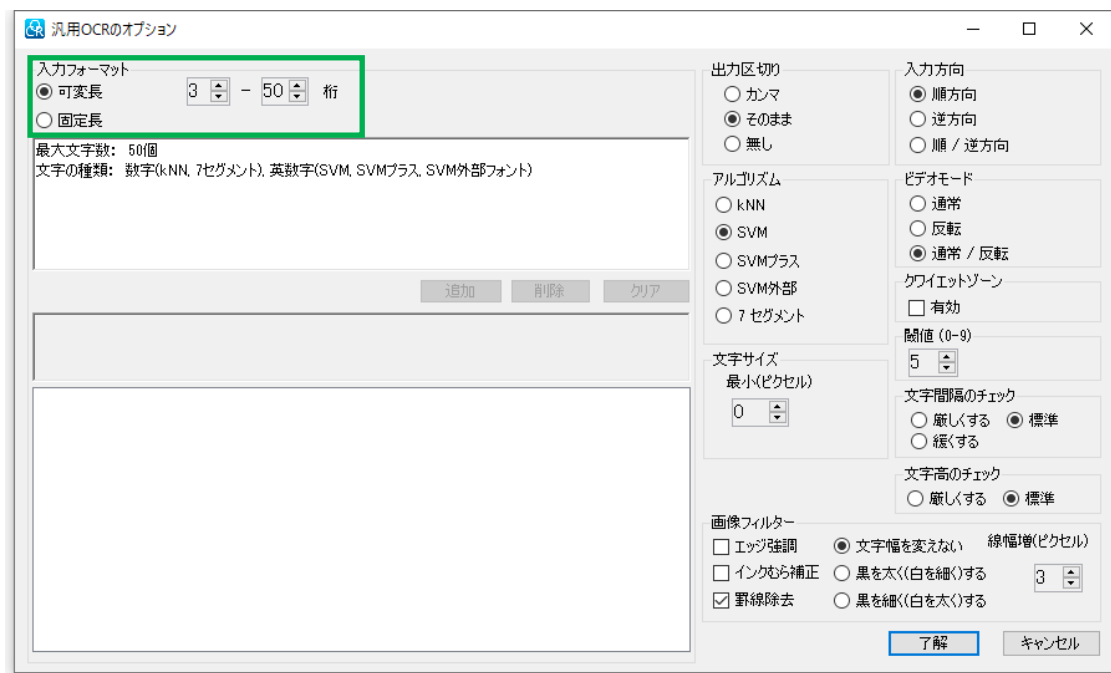 汎用OCRのオプション
入力フォーマット
可変長 3 - 50 桁
固定長
最大文字数: 50個
文字の種類: 数字(kNN, 7セグメント), 英数字(SVM, SVMプラス, SVM外部フォント)
追加 削除 クリア
出力区切り
カンマ
そのまま
無し
入力方向
順方向
逆方向
順 / 逆方向
アルゴリズム
kNN
SVM
SVMプラス
SVM外部
7 セグメント
ビデオモード
通常
反転
通常 / 反転
クワイエットゾーン
有効
閾値 (0-9)
5
文字サイズ
最小(ピクセル)
0
文字間隔のチェック
厳しくする 標準
緩くする
文字高のチェック
厳しくする 標準
画像フィルター
エッジ強調 文字幅を変えない 線幅増(ピクセル)
インクむら補正 黒を太く(白を細く)する 3
罫線除去 黒を細く(白を太く)する
了解 キャンセル